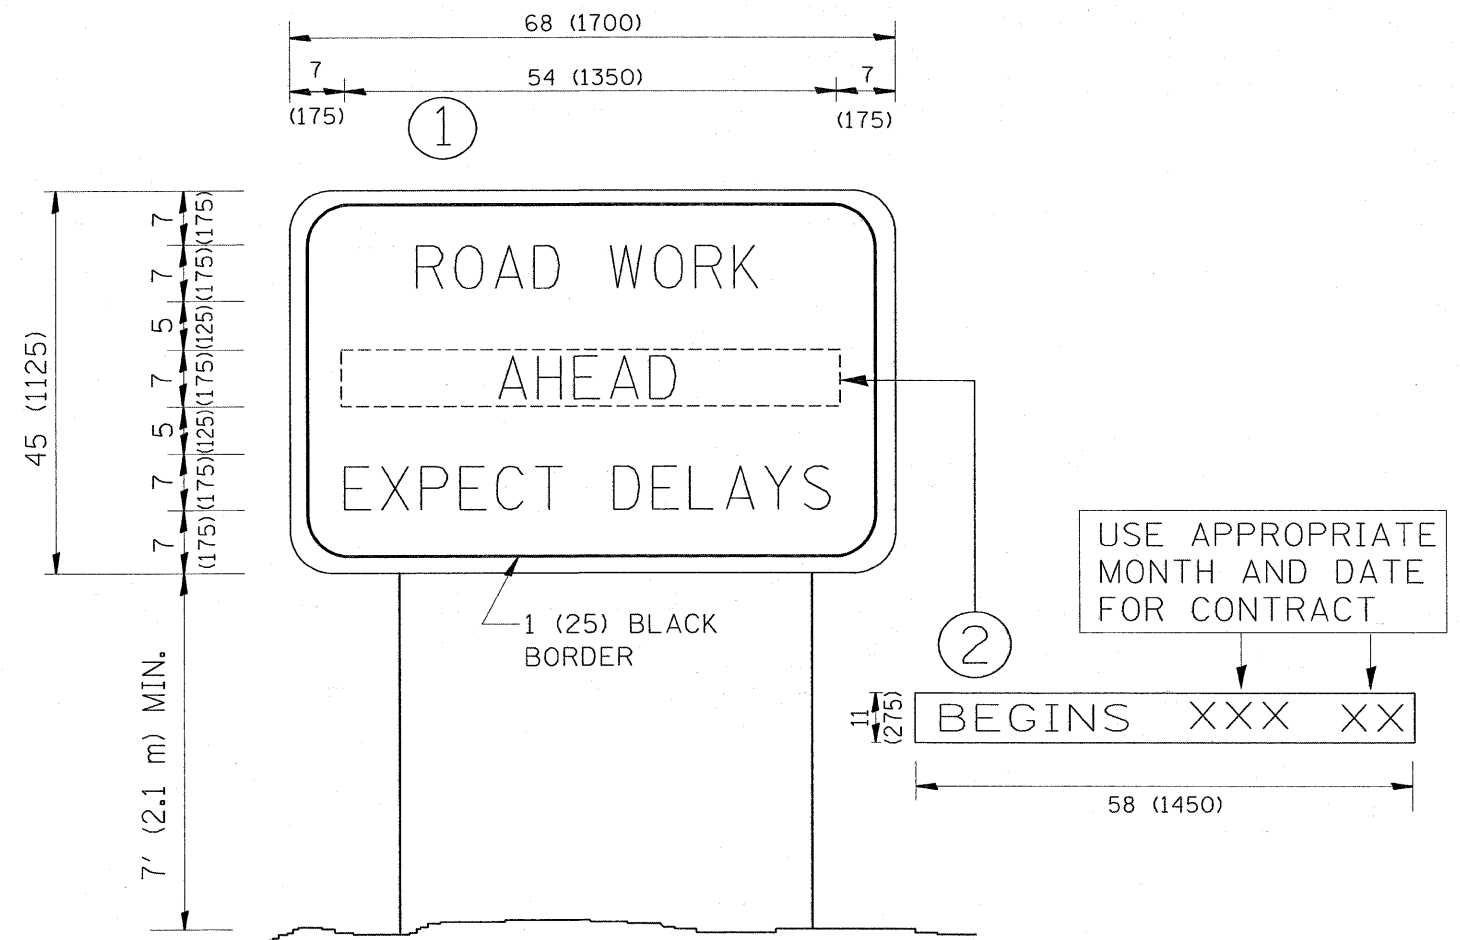 68 (1700)
7
54 (1350)
7
(175)
(175)
1
7
(175)
7
(175)
5
(125)
7
(175)
5
(125)
7
(175)
7
(175)
45 (1125)
ROAD WORK
AHEAD
EXPECT DELAYS
1 (25) BLACK
BORDER
7' (2.1 m) MIN.
USE APPROPRIATE
MONTH AND DATE
FOR CONTRACT
2
11
(275)
BEGINS XXX XX
58 (1450)